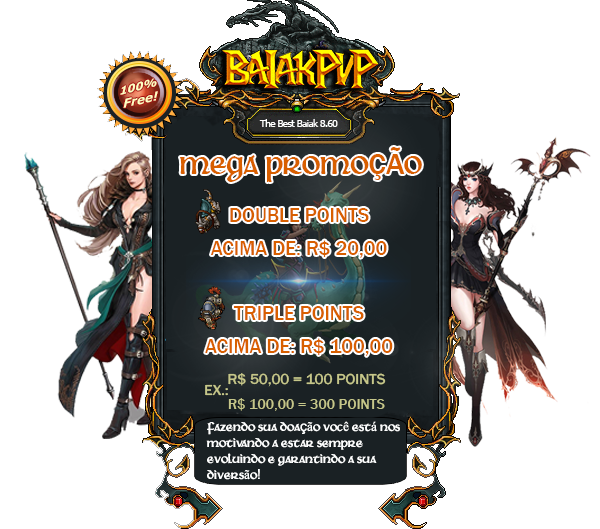 BAIAKPVP
100%
Free!
The Best Baiak 8.60
MEGA PROMOÇÃO
DOUBLE POINTS
ACIMA DE: R$ 20,00
TRIPLE POINTS
ACIMA DE: R$ 100,00
EX.:
R$ 50,00 = 100 POINTS
R$ 100,00 = 300 POINTS
Fazendo sua doação você está nos
motivando a estar sempre
evoluindo e garantindo a sua
diversão!